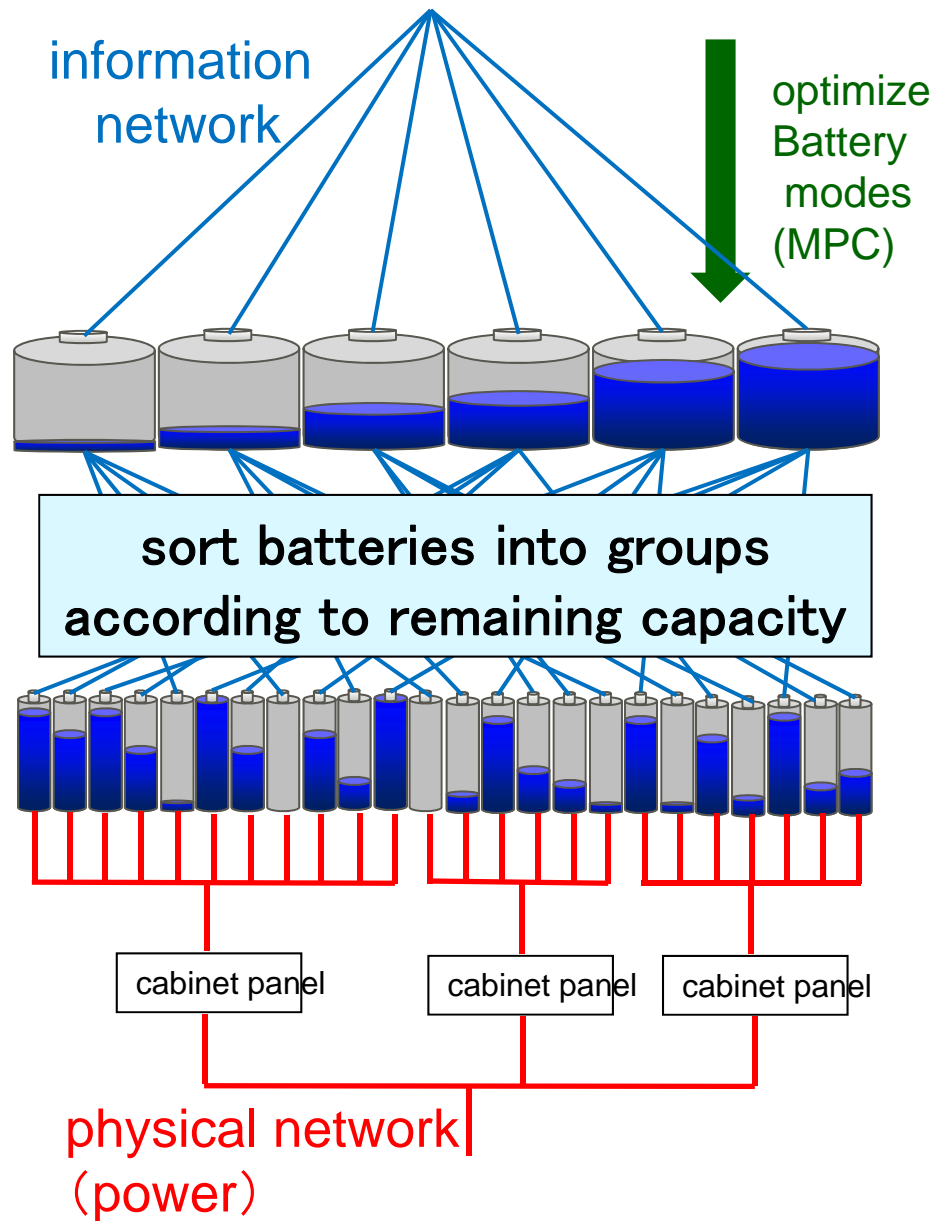 information
network
optimize
Battery
modes
(MPC)
sort batteries into groups
according to remaining capacity
cabinet panel
cabinet panel
cabinet panel
physical network
（power）